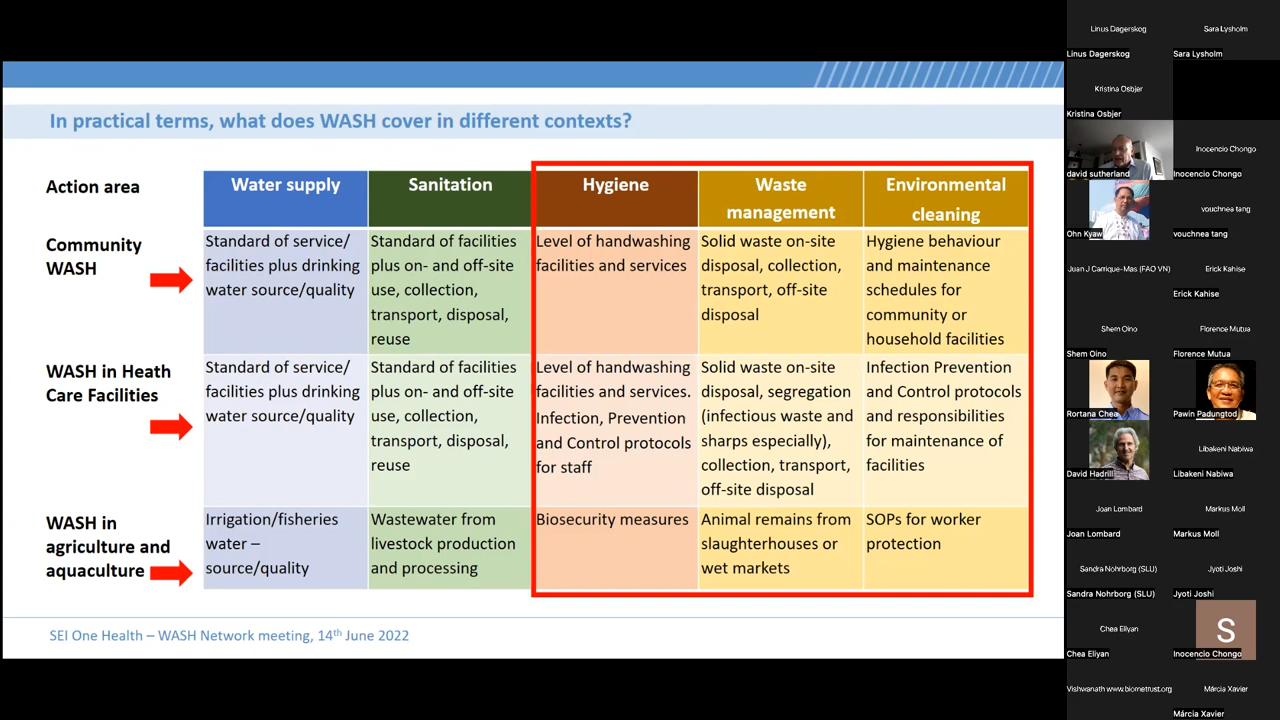 In practical terms, what does WASH cover in different contexts?
Action area
Water supply
Sanitation
Hygiene
Waste
management
Environmental
cleaning
Community
WASH
Standard of service/
facilities plus drinking
water source/quality
Standard of facilities
plus on- and off-site
use, collection,
transport, disposal,
reuse
Level of handwashing
facilities and services
Solid waste on-site
disposal, collection,
transport, off-site
disposal
Hygiene behaviour
and maintenance
schedules for
community or
household facilities
WASH in Heath
Care Facilities
Standard of service/
facilities plus drinking
water source/quality
Standard of facilities
plus on- and off-site
use, collection,
transport, disposal,
reuse
Level of handwashing
facilities and services.
Infection, Prevention
and Control protocols
for staff
Solid waste on-site
disposal, segregation
(infectious waste and
sharps especially),
collection, transport,
off-site disposal
Infection Prevention
and Control protocols
and responsibilities
for maintenance of
facilities
WASH in
agriculture and
aquaculture
Irrigation/fisheries
water –
source/quality
Wastewater from
livestock production
and processing
Biosecurity measures
Animal remains from
slaughterhouses or
wet markets
SOPs for worker
protection
SEI One Health – WASH Network meeting, 14th June 2022
Linus Dagerskog
Linus Dagerskog
Sara Lysholm
Sara Lysholm
Kristina Osbjer
Kristina Osbjer
david sutherland
Inocencio Chongo
Inocencio Chongo
Ohn Kyaw
vouchnea tang
vouchnea tang
Juan J Carrique-Mas (FAO VN)
Erick Kahise
Erick Kahise
Shem Oino
Shem Oino
Florence Mutua
Florence Mutua
Rortana Chea
Pawin Padungtod
David Hadrill
Libakeni Nabiwa
Libakeni Nabiwa
Joan Lombard
Joan Lombard
Markus Moll
Markus Moll
Sandra Nohrborg (SLU)
Sandra Nohrborg (SLU)
Jyoti Joshi
Jyoti Joshi
Chea Eliyan
Chea Eliyan
S
Inocencio Chongo
Vishwanath www.biometrust.org
Márcia Xavier
Márcia Xavier